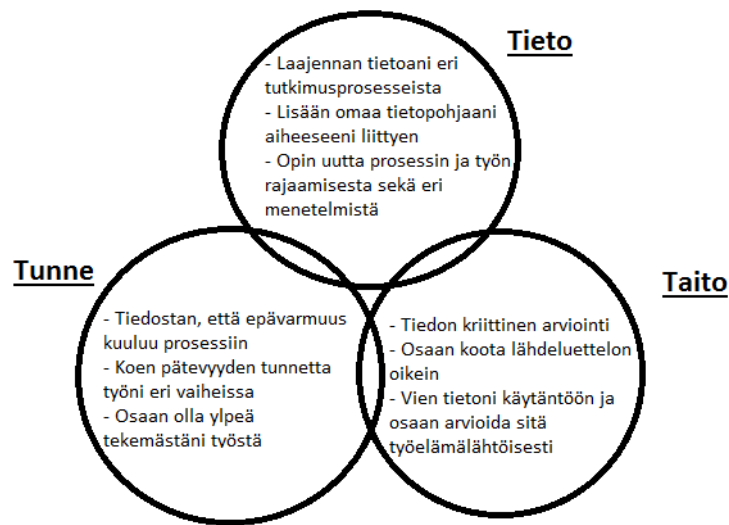 Tieto
- Laajennan tietoani eri
tutkimusprosesseista
- Lisään omaa tietopohjaani
aiheeseeni liittyen
- Opin uutta prosessin ja työn
rajaamisesta sekä eri
menetelmistä
Tunne
- Tiedostan, että epävarmuus
kuuluu prosessiin
- Koen pätevyyden tunnetta
työni eri vaiheissa
- Osaan olla ylpeä
tekemästäni työstä
Taito
- Tiedon kriittinen arviointi
- Osaan koota lähdeluettelon
oikein
- Vien tietoni käytäntöön ja
osaan arvioida sitä
työelämälähtöisesti